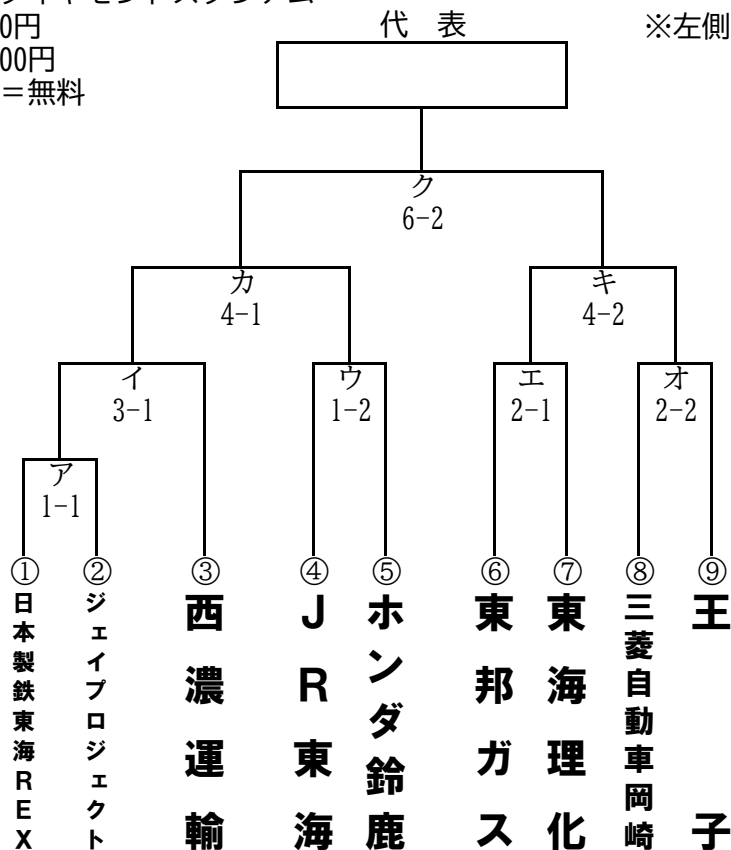 0円
00円
＝無料
代　表
※左側
ク
6-2
カ
4-1
キ
4-2
イ
3-1
ウ
1-2
エ
2-1
オ
2-2
ア
1-1
① ② ③ ④ ⑤ ⑥ ⑦ ⑧ ⑨
日本製鉄東海REX
ジェイプロジェクト
西濃運輸
JR東海
ホンダ鈴鹿
東邦ガス
東海理化
三菱自動車岡崎
王子